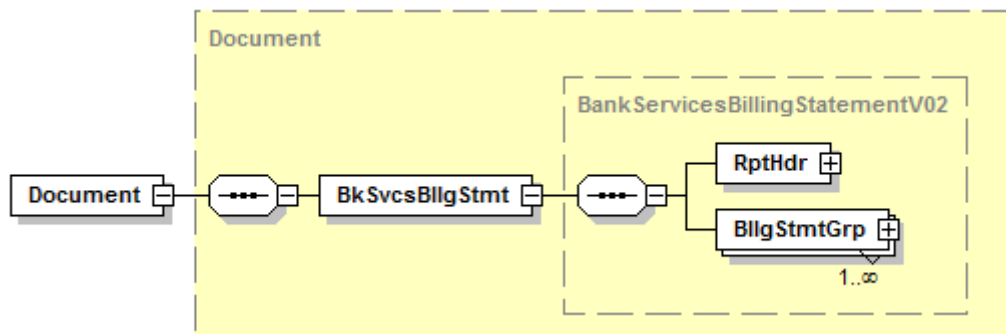 Document
BankServicesBillingStatementV02
RptHdr
Document
BkSvcsBllgStmt
BllgStmtGrp
1..∞